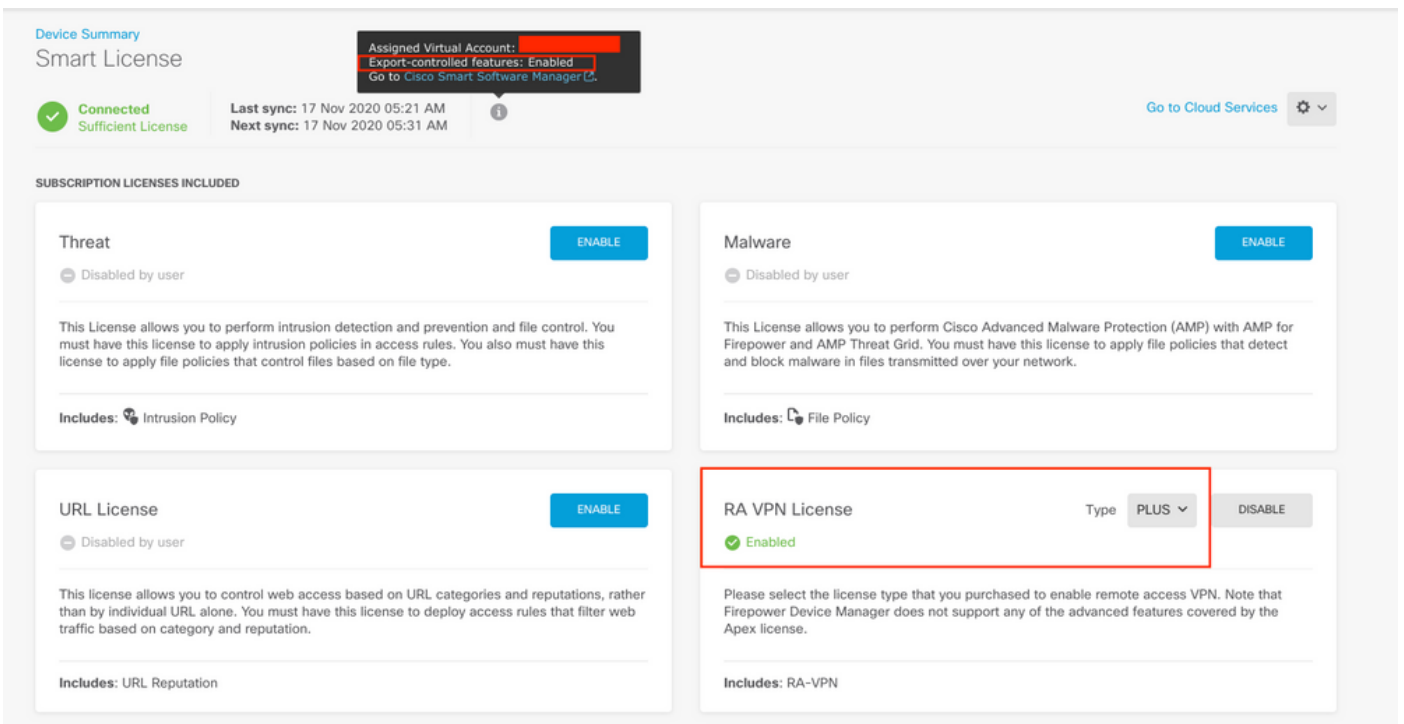 Device Summary
Smart License
Assigned Virtual Account:
Export-controlled features: Enabled
Go to Cisco Smart Software Manager.
Connected
Sufficient License
Last sync: 17 Nov 2020 05:21 AM
Next sync: 17 Nov 2020 05:31 AM
Go to Cloud Services
SUBSCRIPTION LICENSES INCLUDED
Threat
ENABLE
Disabled by user
This License allows you to perform intrusion detection and prevention and file control. You
must have this license to apply intrusion policies in access rules. You also must have this
license to apply file policies that control files based on file type.
Includes: Intrusion Policy
Malware
ENABLE
Disabled by user
This License allows you to perform Cisco Advanced Malware Protection (AMP) with AMP for
Firepower and AMP Threat Grid. You must have this license to apply file policies that detect
and block malware in files transmitted over your network.
Includes: File Policy
URL License
ENABLE
Disabled by user
This license allows you to control web access based on URL categories and reputations, rather
than by individual URL alone. You must have this license to deploy access rules that filter web
traffic based on category and reputation.
Includes: URL Reputation
RA VPN License
Type PLUS
DISABLE
Enabled
Please select the license type that you purchased to enable remote access VPN. Note that
Firepower Device Manager does not support any of the advanced features covered by the
Apex license.
Includes: RA-VPN